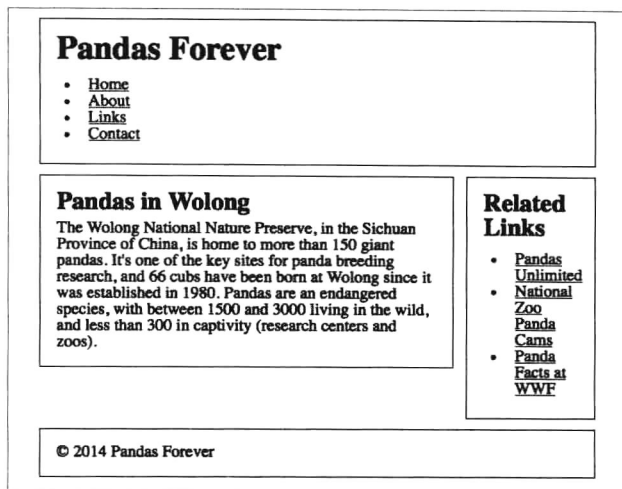 Pandas Forever
Home
About
Links
Contact
Pandas in Wolong
The Wolong National Nature Preserve, in the Sichuan
Province of China, is home to more than 150 giant
pandas. It's one of the key sites for panda breeding
research, and 66 cubs have been born at Wolong since it
was established in 1980. Pandas are an endangered
species, with between 1500 and 3000 living in the wild,
and less than 300 in captivity (research centers and
zoos).
Related
Links
Pandas
Unlimited
National
Zoo
Panda
Cams
Panda
Facts at
WWF
© 2014 Pandas Forever